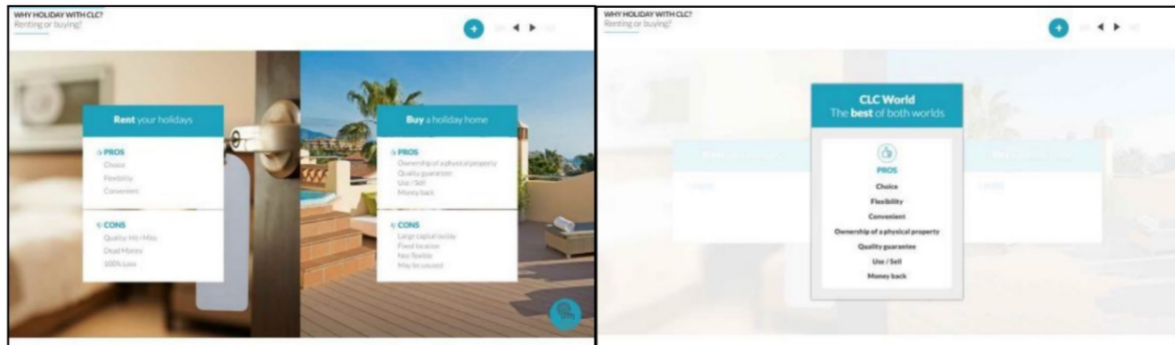 WHY HOLIDAY WITH CLC?
Renting or buying?
Rent your holidays
PROS
Choice
Flexibility
Convenient
CONS
Quality: Hit / Miss
Dead Money
100% Loss
Buy a holiday home
PROS
Ownership of a physical property
Quality guarantee
Use / Sell
Money back
CONS
Large capital outlay
Fixed location
Not flexible
May be unused
WHY HOLIDAY WITH CLC?
Renting or buying?
CLC World
The best of both worlds
PROS
Choice
Flexibility
Convenient
Ownership of a physical property
Quality guarantee
Use / Sell
Money back